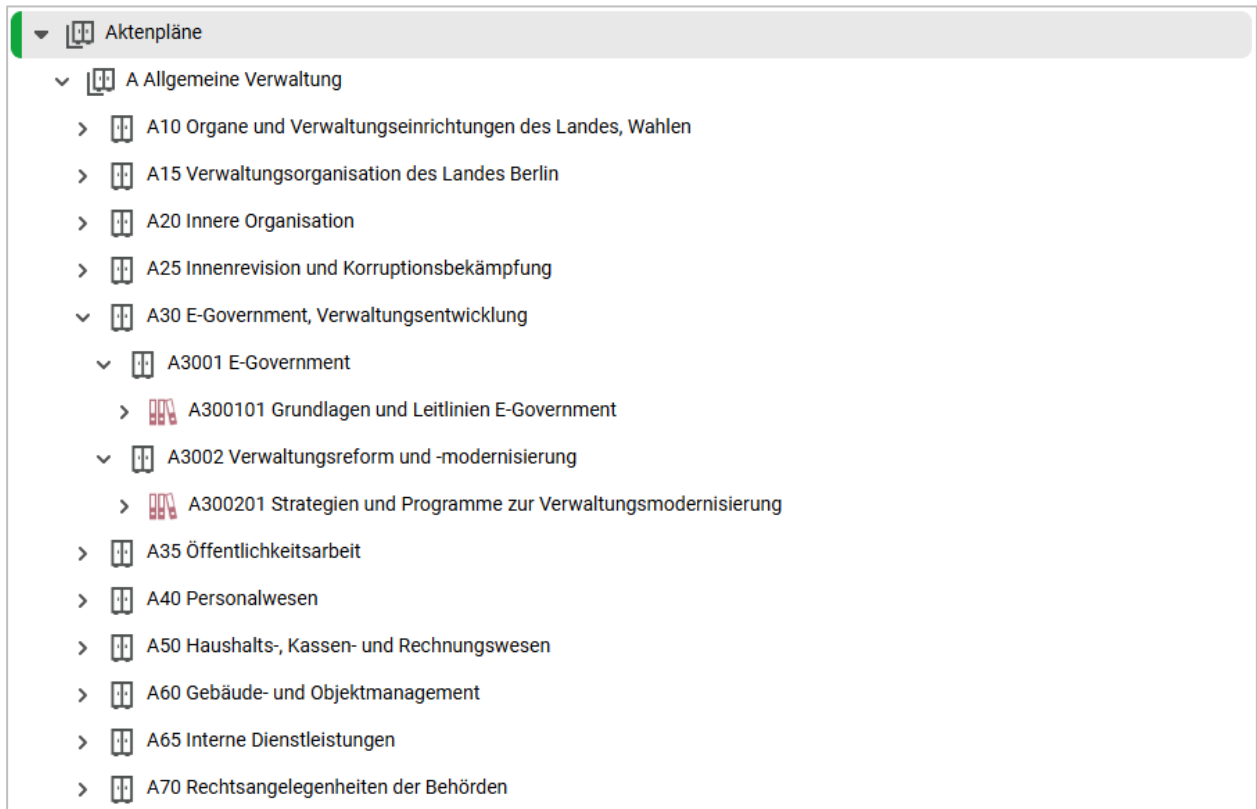 Aktenpläne
A Allgemeine Verwaltung
A10 Organe und Verwaltungseinrichtungen des Landes, Wahlen
A15 Verwaltungsorganisation des Landes Berlin
A20 Innere Organisation
A25 Innenrevision und Korruptionsbekämpfung
A30 E-Government, Verwaltungsentwicklung
A3001 E-Government
A300101 Grundlagen und Leitlinien E-Government
A3002 Verwaltungsreform und -modernisierung
A300201 Strategien und Programme zur Verwaltungsmodernisierung
A35 Öffentlichkeitsarbeit
A40 Personalwesen
A50 Haushalts-, Kassen- und Rechnungswesen
A60 Gebäude- und Objektmanagement
A65 Interne Dienstleistungen
A70 Rechtsangelegenheiten der Behörden